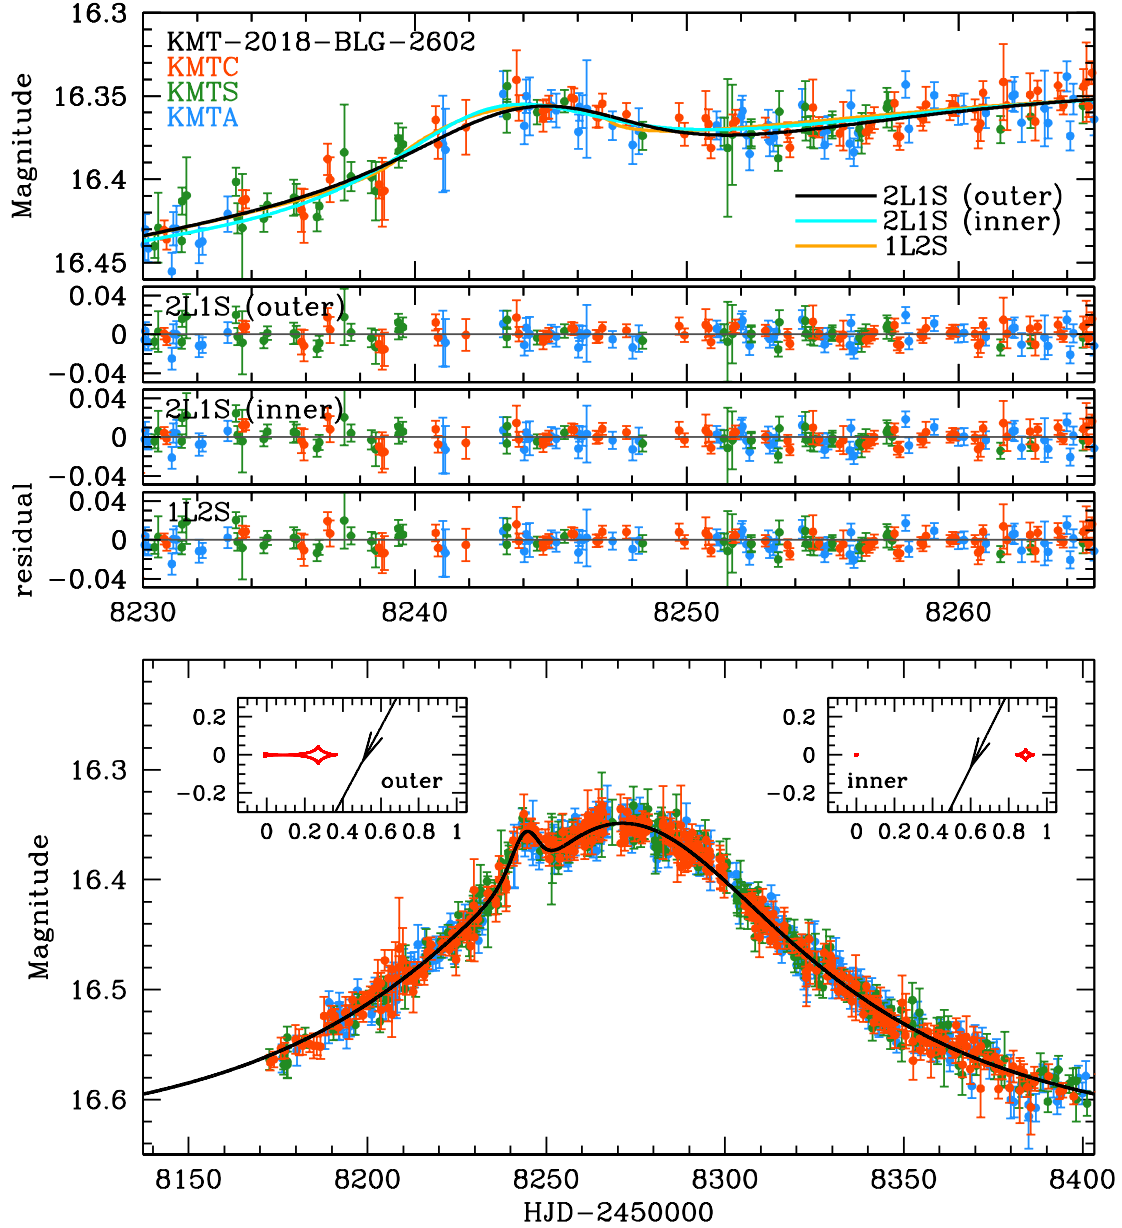 16.3
KMT-2018-BLG-2602
KMTC
KMTS
KMTA
16.35
16.4
16.45
Magnitude
2L1S (outer)
2L1S (inner)
1L2S
0.04
0
-0.04
2L1S (outer)
0.04
0
-0.04
2L1S (inner)
0.04
0
-0.04
1L2S
residual
8230 8240 8250 8260
0.2
0
-0.2
outer
0 0.2 0.4 0.6 0.8 1
0.2
0
-0.2
inner
0 0.2 0.4 0.6 0.8 1
16.3
16.4
16.5
16.6
Magnitude
8150 8200 8250 8300 8350 8400
HJD-2450000